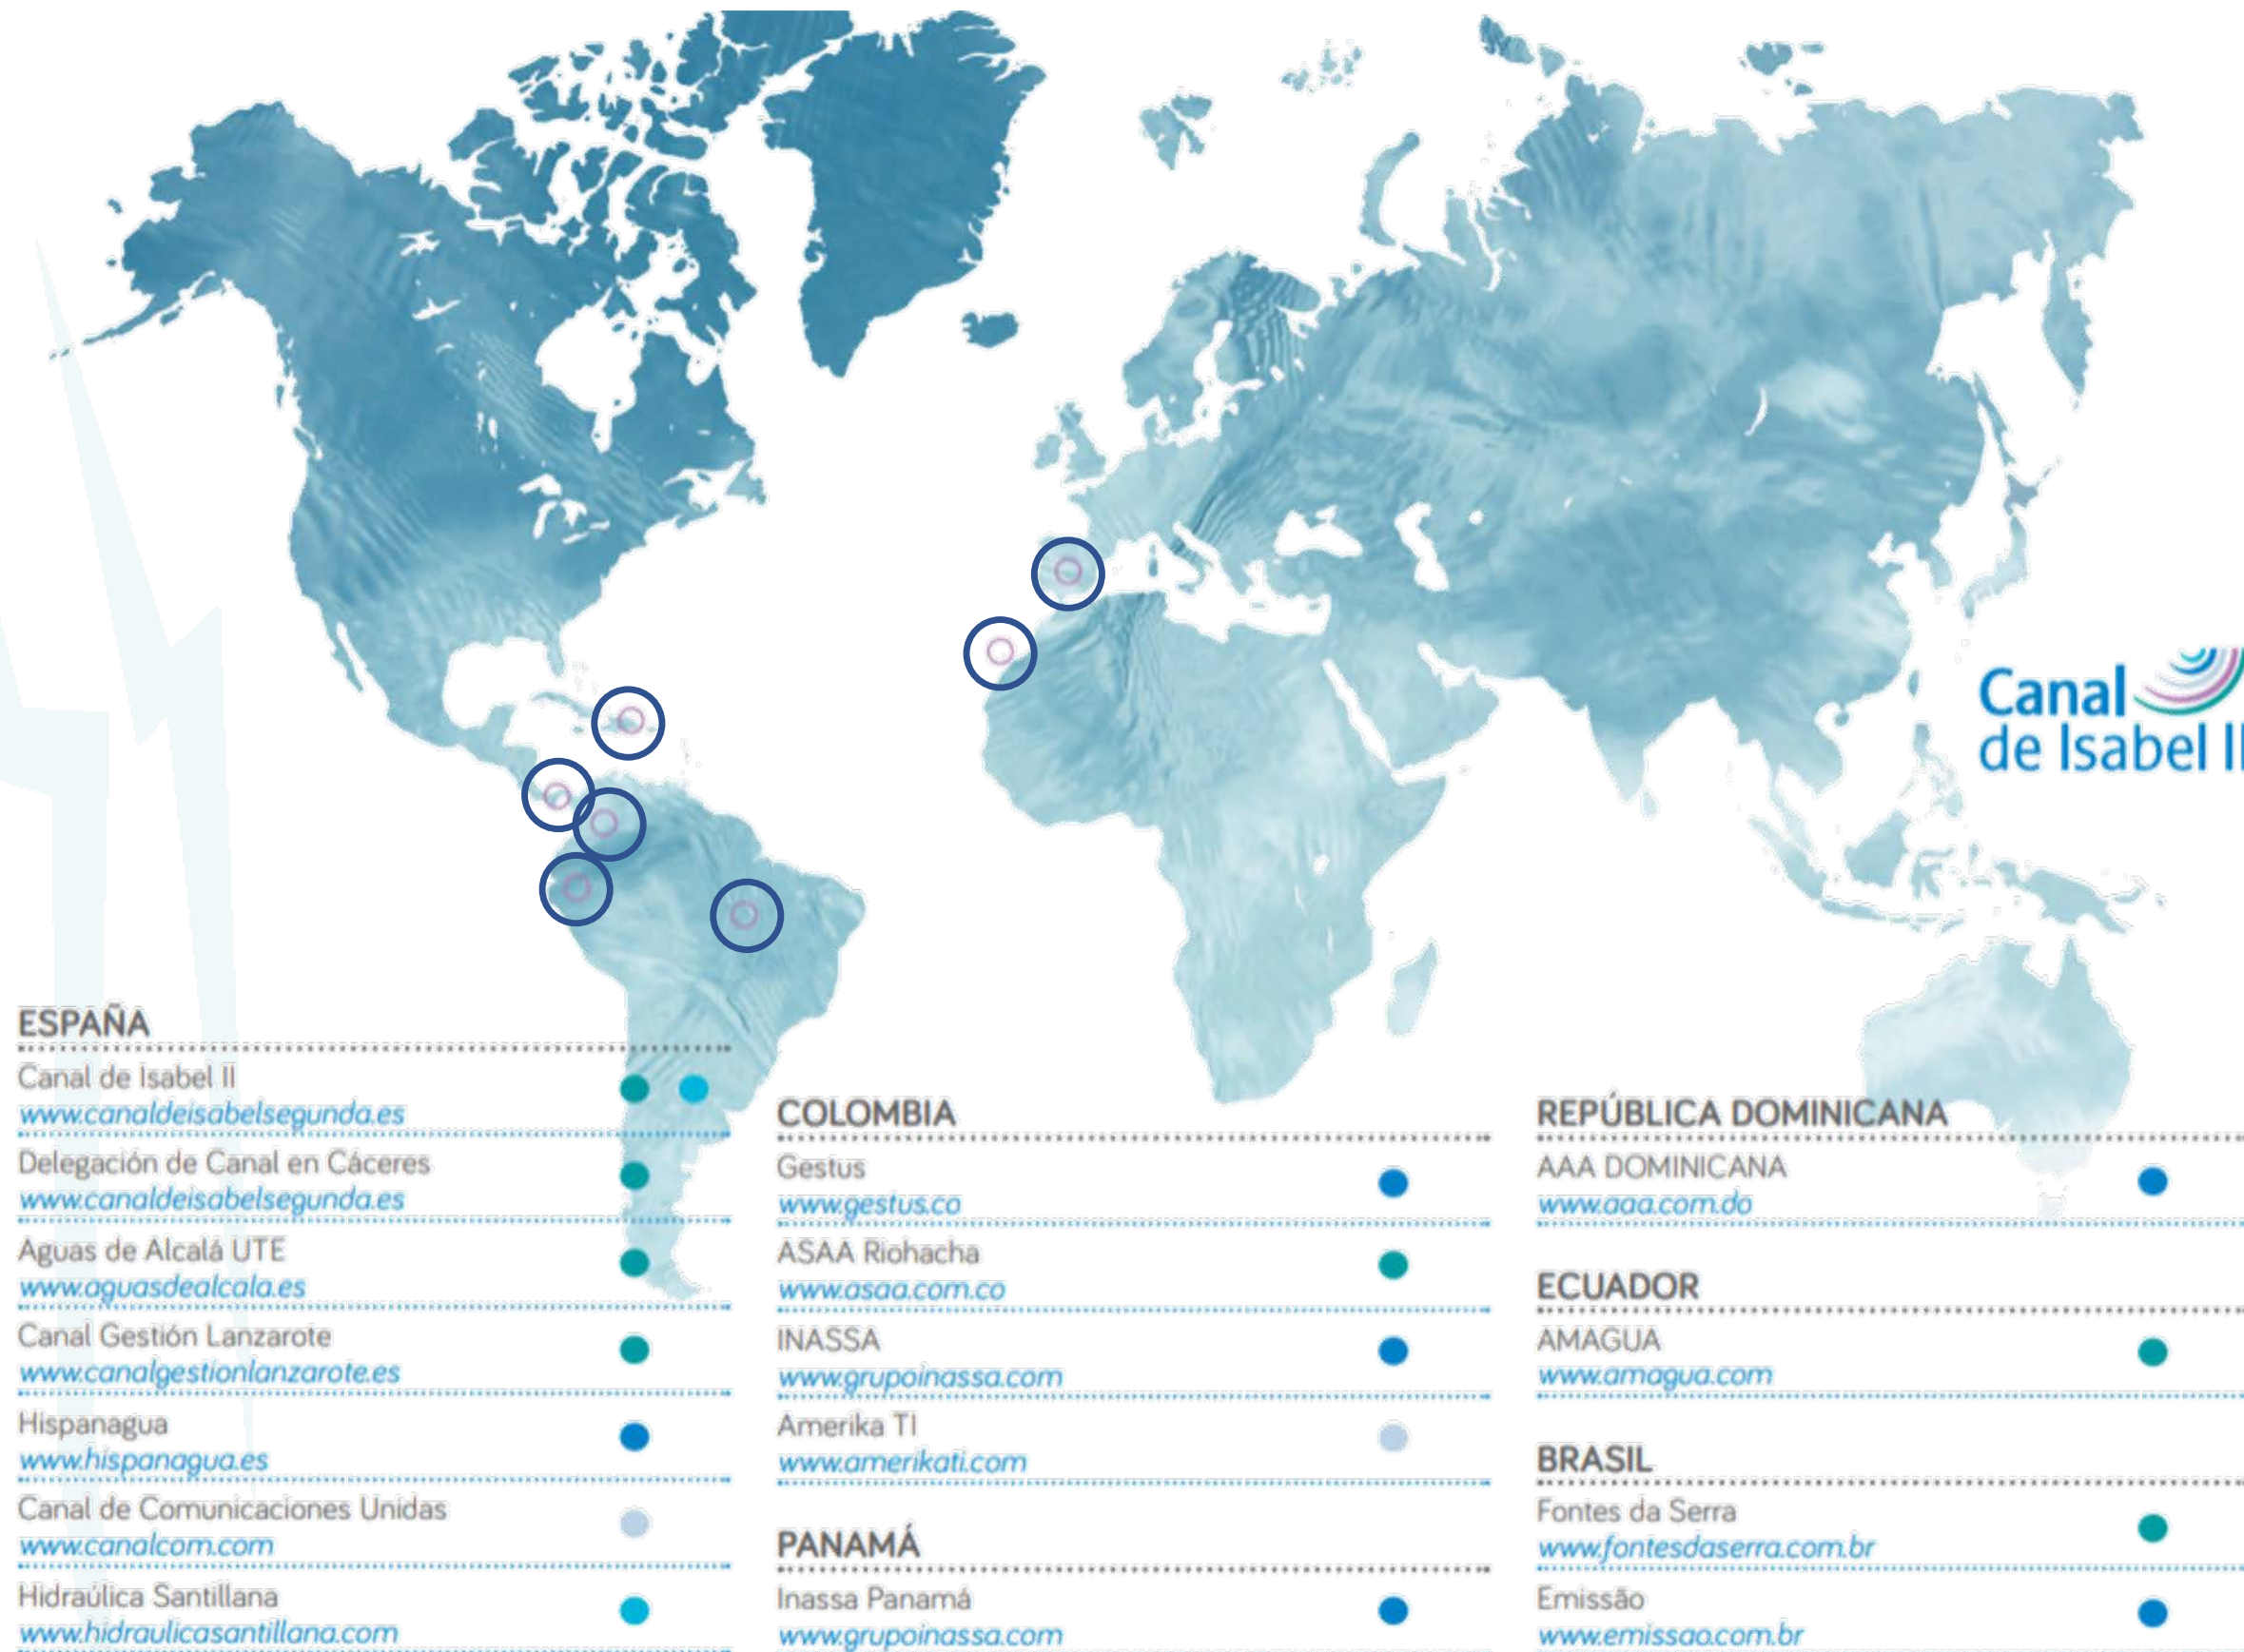 Canal
de Isabel II
ESPAÑA
Canal de Isabel II
www.canaldeisabelsegunda.es
Delegación de Canal en Cáceres
www.canaldeisabelsegunda.es
Aguas de Alcalá UTE
www.aguasdealcala.es
Canal Gestión Lanzarote
www.canalgestionlanzarote.es
Hispanagua
www.hispanagua.es
Canal de Comunicaciones Unidas
www.canalcom.com
Hidraúlica Santillana
www.hidraulicasantillana.com
COLOMBIA
Gestus
www.gestus.co
ASAA Riohacha
www.asaa.com.co
INASSA
www.grupoinassa.com
Amerika TI
www.amerikati.com
PANAMÁ
Inassa Panamá
www.grupoinassa.com
REPÚBLICA DOMINICANA
AAA DOMINICANA
www.aaa.com.do
ECUADOR
AMAGUA
www.amagua.com
BRASIL
Fontes da Serra
www.fontesdaserra.com.br
Emissão
www.emissao.com.br